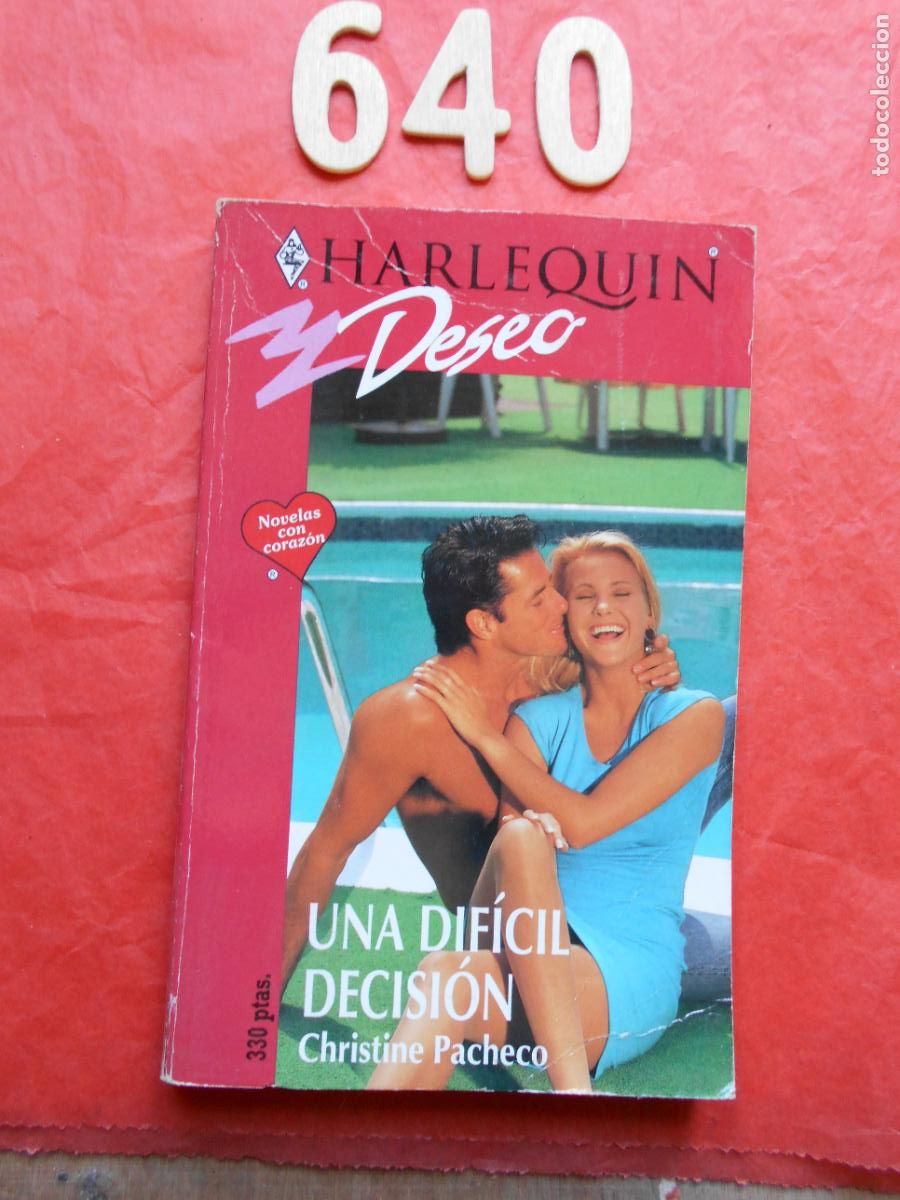 640
todocoleccion
HARLEQUIN
Deseo
Novelas
con
corazón
UNA DIFÍCIL
DECISIÓN
Christine Pacheco
330 ptas.